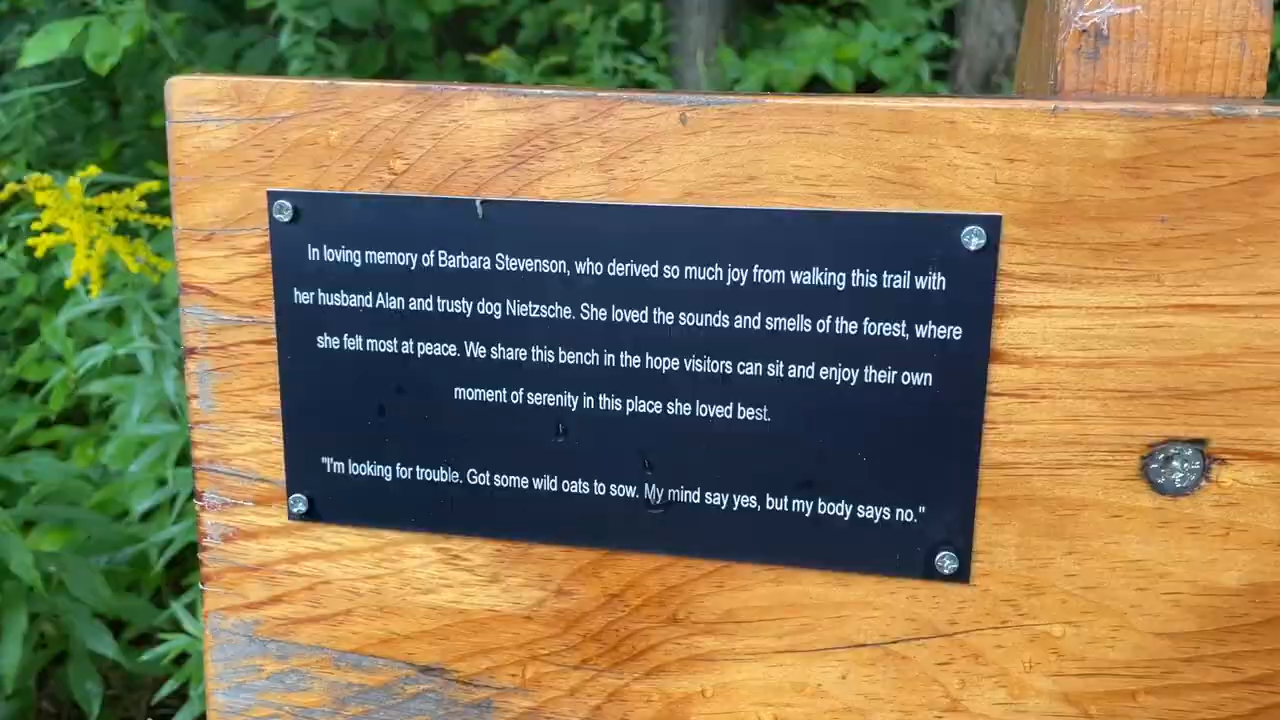 In loving memory of Barbara Stevenson, who derived so much joy from walking this trail with
her husband Alan and trusty dog Nietzsche. She loved the sounds and smells of the forest, where
she felt most at peace. We share this bench in the hope visitors can sit and enjoy their own
moment of serenity in this place she loved best.
"I'm looking for trouble. Got some wild oats to sow. My mind say yes, but my body says no."